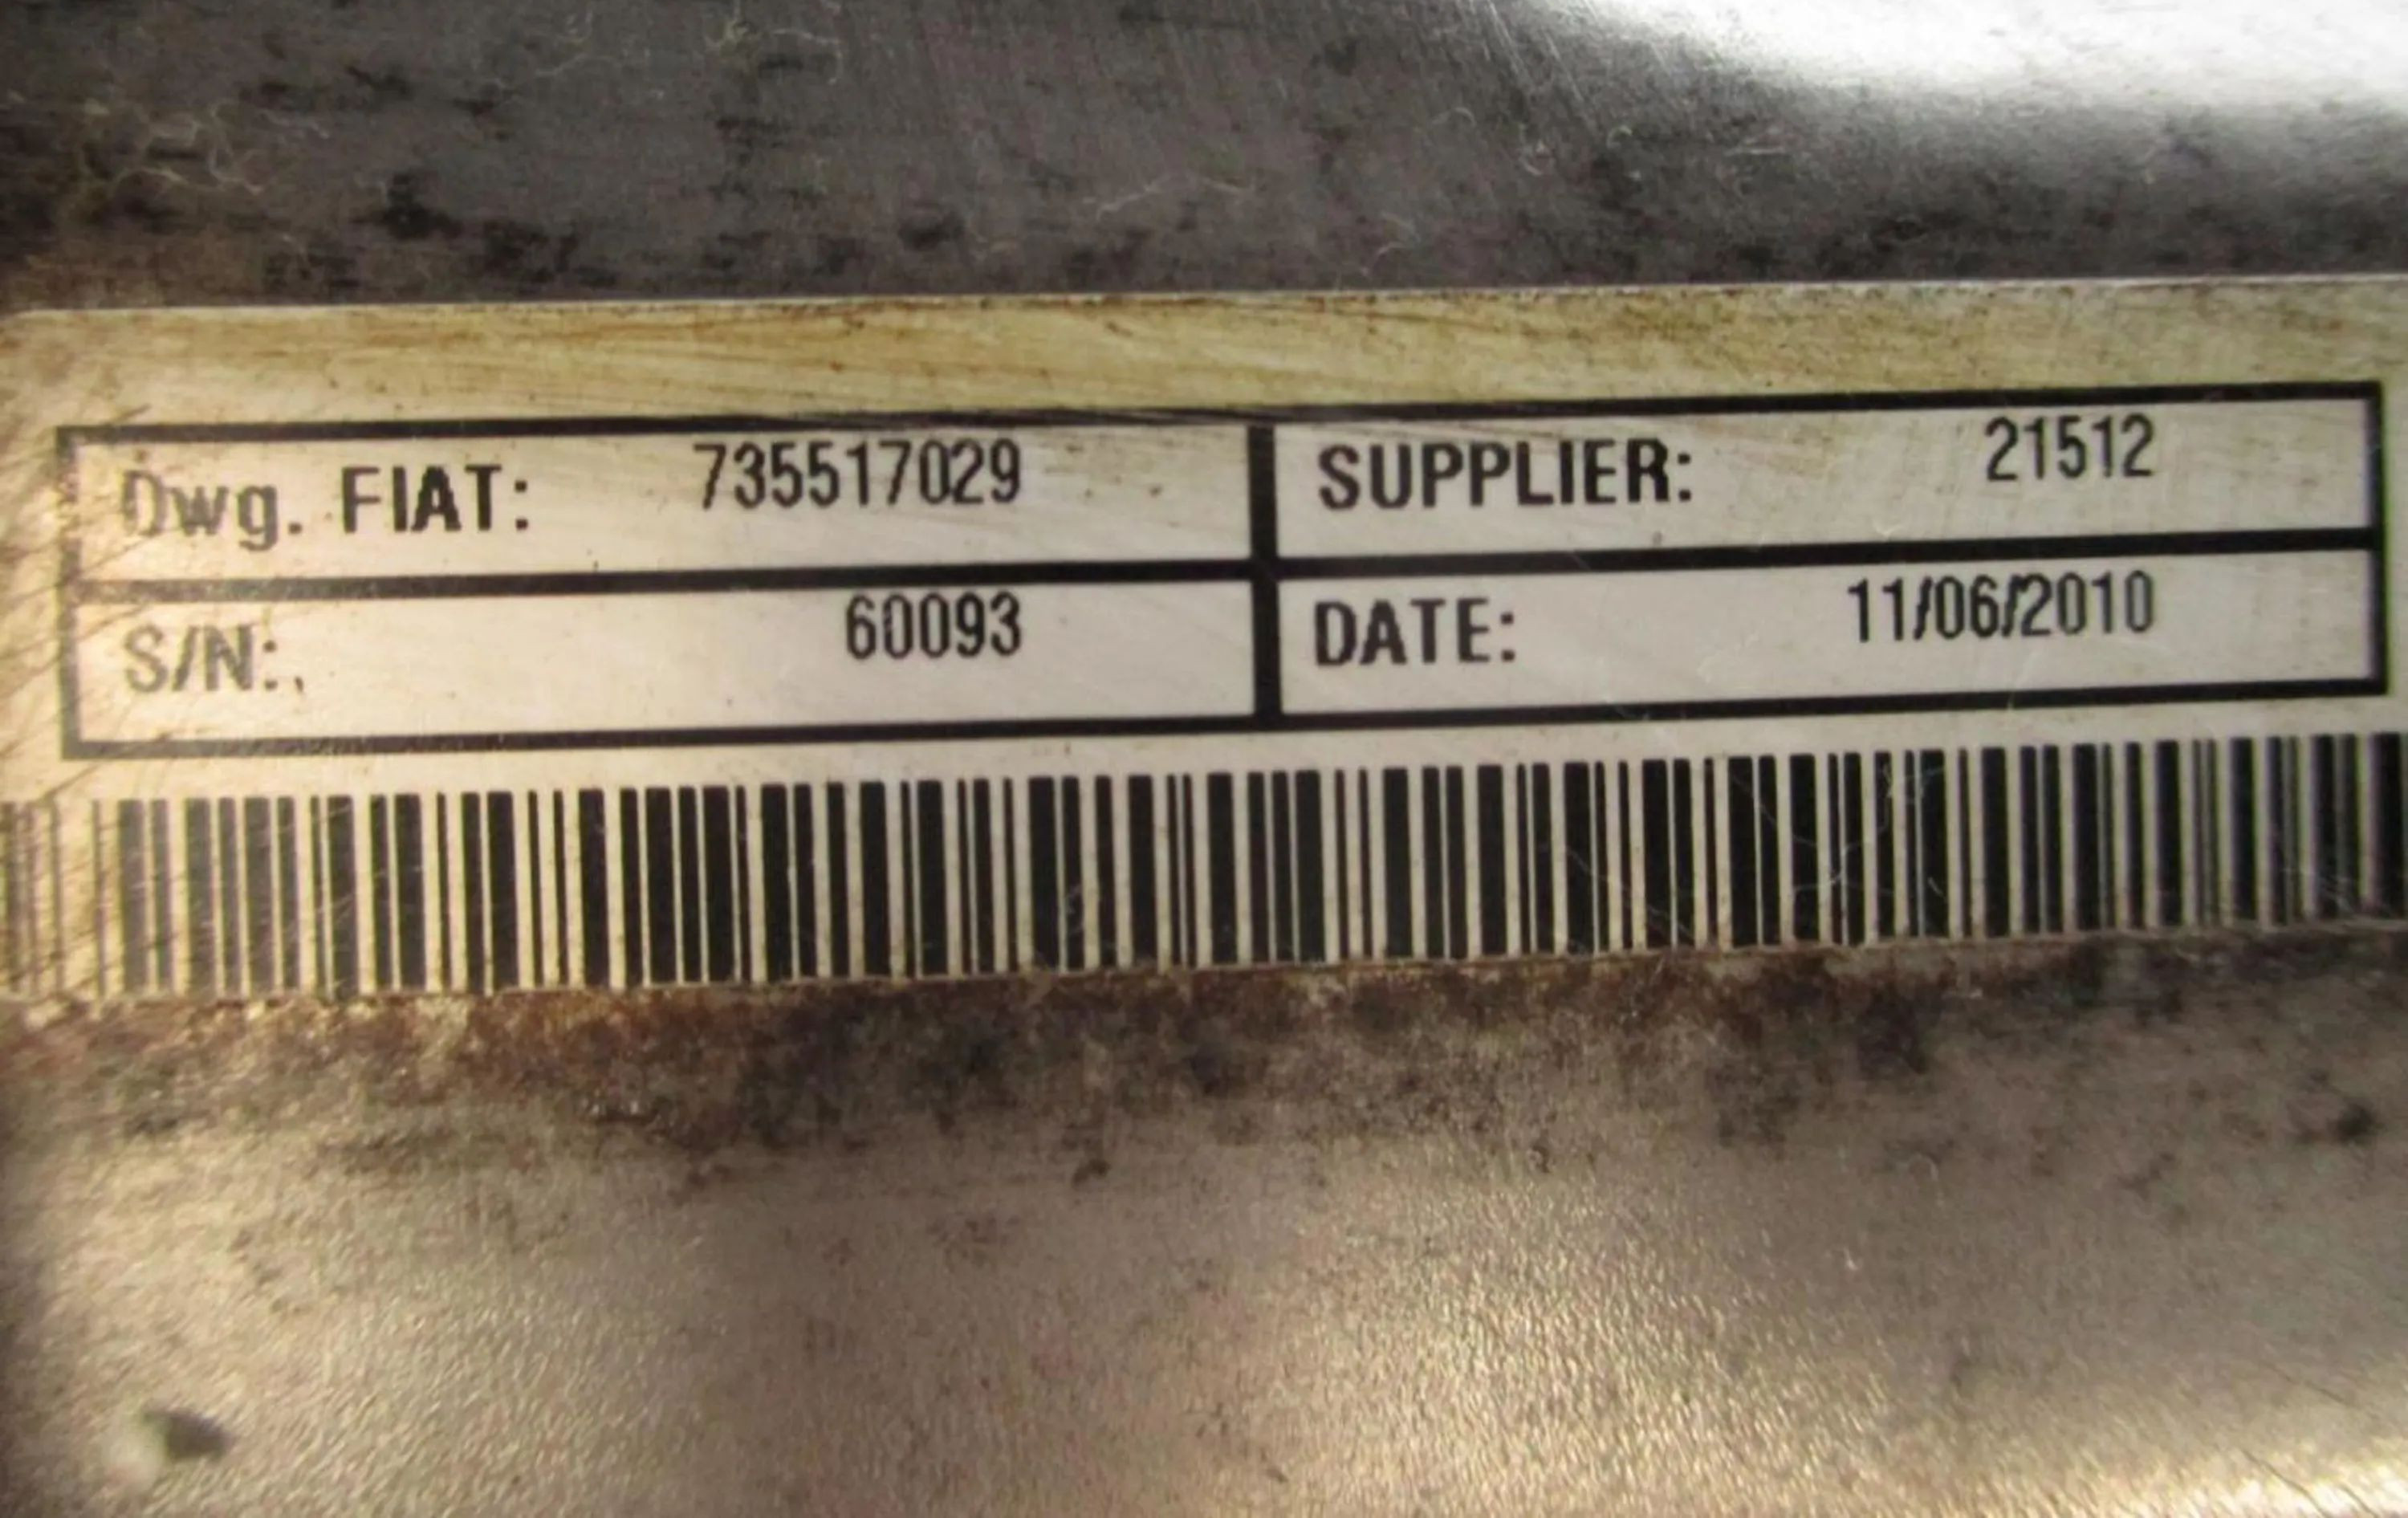 Dwg. FIAT: 735517029 SUPPLIER: 21512
S/N: 60093 DATE: 11/06/2010